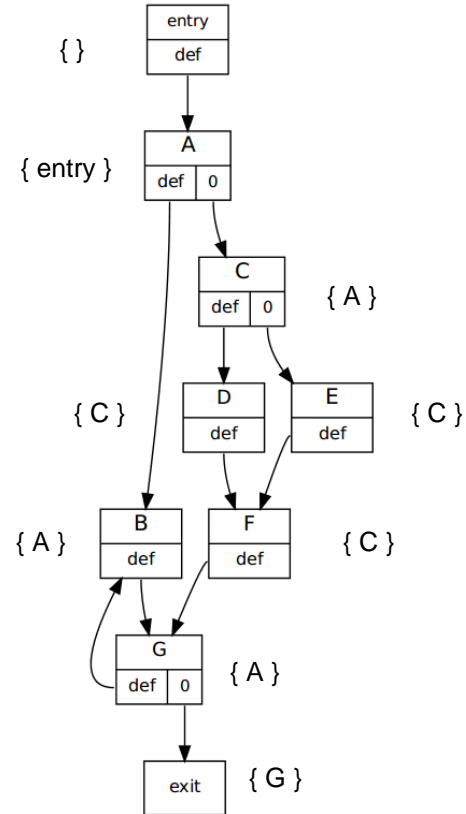 entry
{ }
def
A
{ entry }
def 0
C
{ A }
def 0
D E
{ C } { C }
def def
B F
{ A } { C }
def def
G
{ A }
def 0
exit { G }